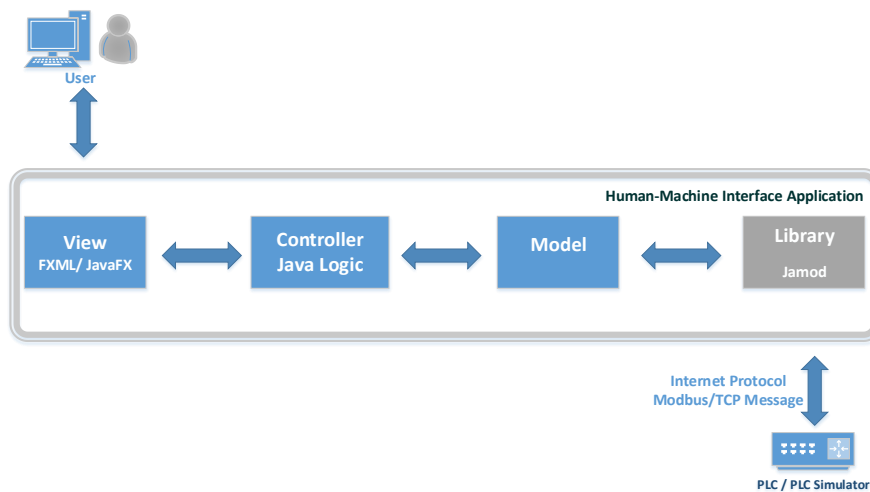 User
Human-Machine Interface Application
View
FXML/ JavaFX
Controller
Java Logic
Model
Library
Jamod
Internet Protocol
Modbus/TCP Message
PLC / PLC Simulator